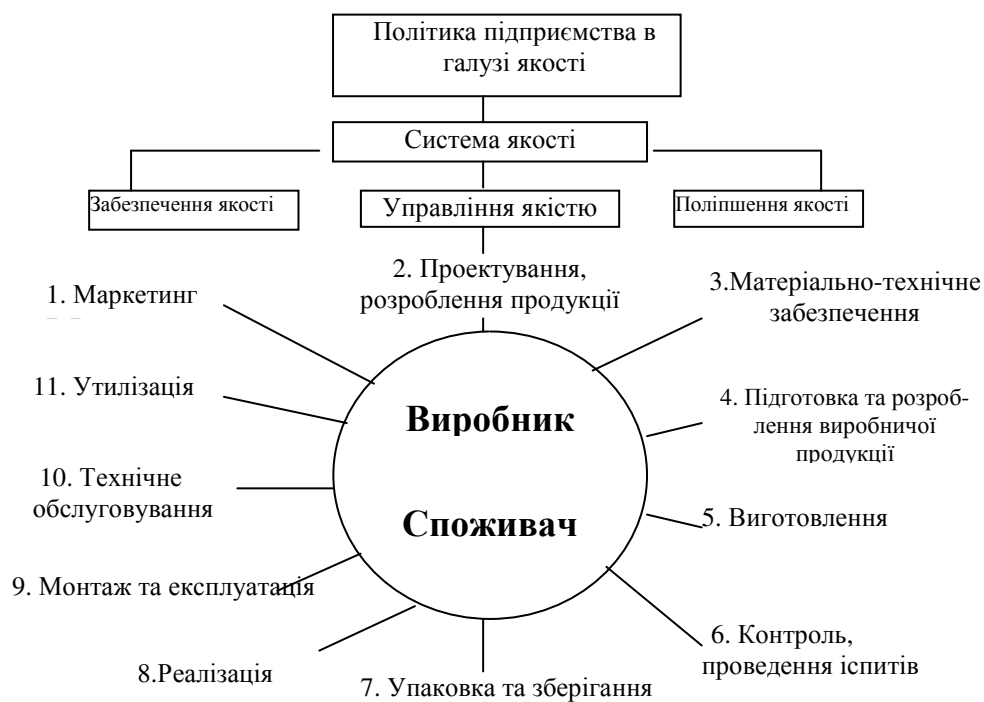 Політика підприємства в
галузі якості
Система якості
Забезпечення якості
Управління якістю
Поліпшення якості
1. Маркетинг
2. Проектування,
розроблення продукції
3.Матеріально-технічне
забезпечення
11. Утилізація
4. Підготовка та розроб-
лення виробничої
продукції
Виробник
10. Технічне
обслуговування
Споживач
5. Виготовлення
9. Монтаж та експлуатація
6. Контроль,
проведення іспитів
8.Реалізація
7. Упаковка та зберігання